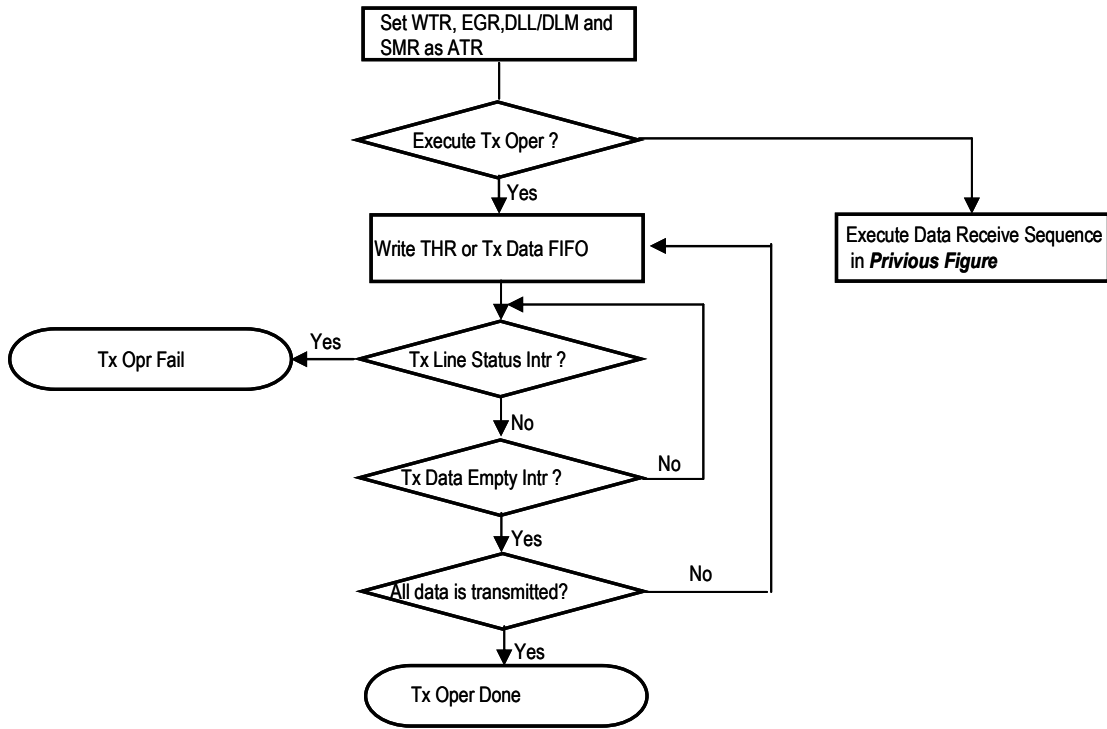 Set WTR, EGR,DLL/DLM and
SMR as ATR
Execute Tx Oper ?
Yes
Write THR or Tx Data FIFO
Execute Data Receive Sequence
in Privious Figure
Yes
Tx Opr Fail
Tx Line Status Intr ?
No
Tx Data Empty Intr ?
No
Yes
All data is transmitted?
No
Yes
Tx Oper Done